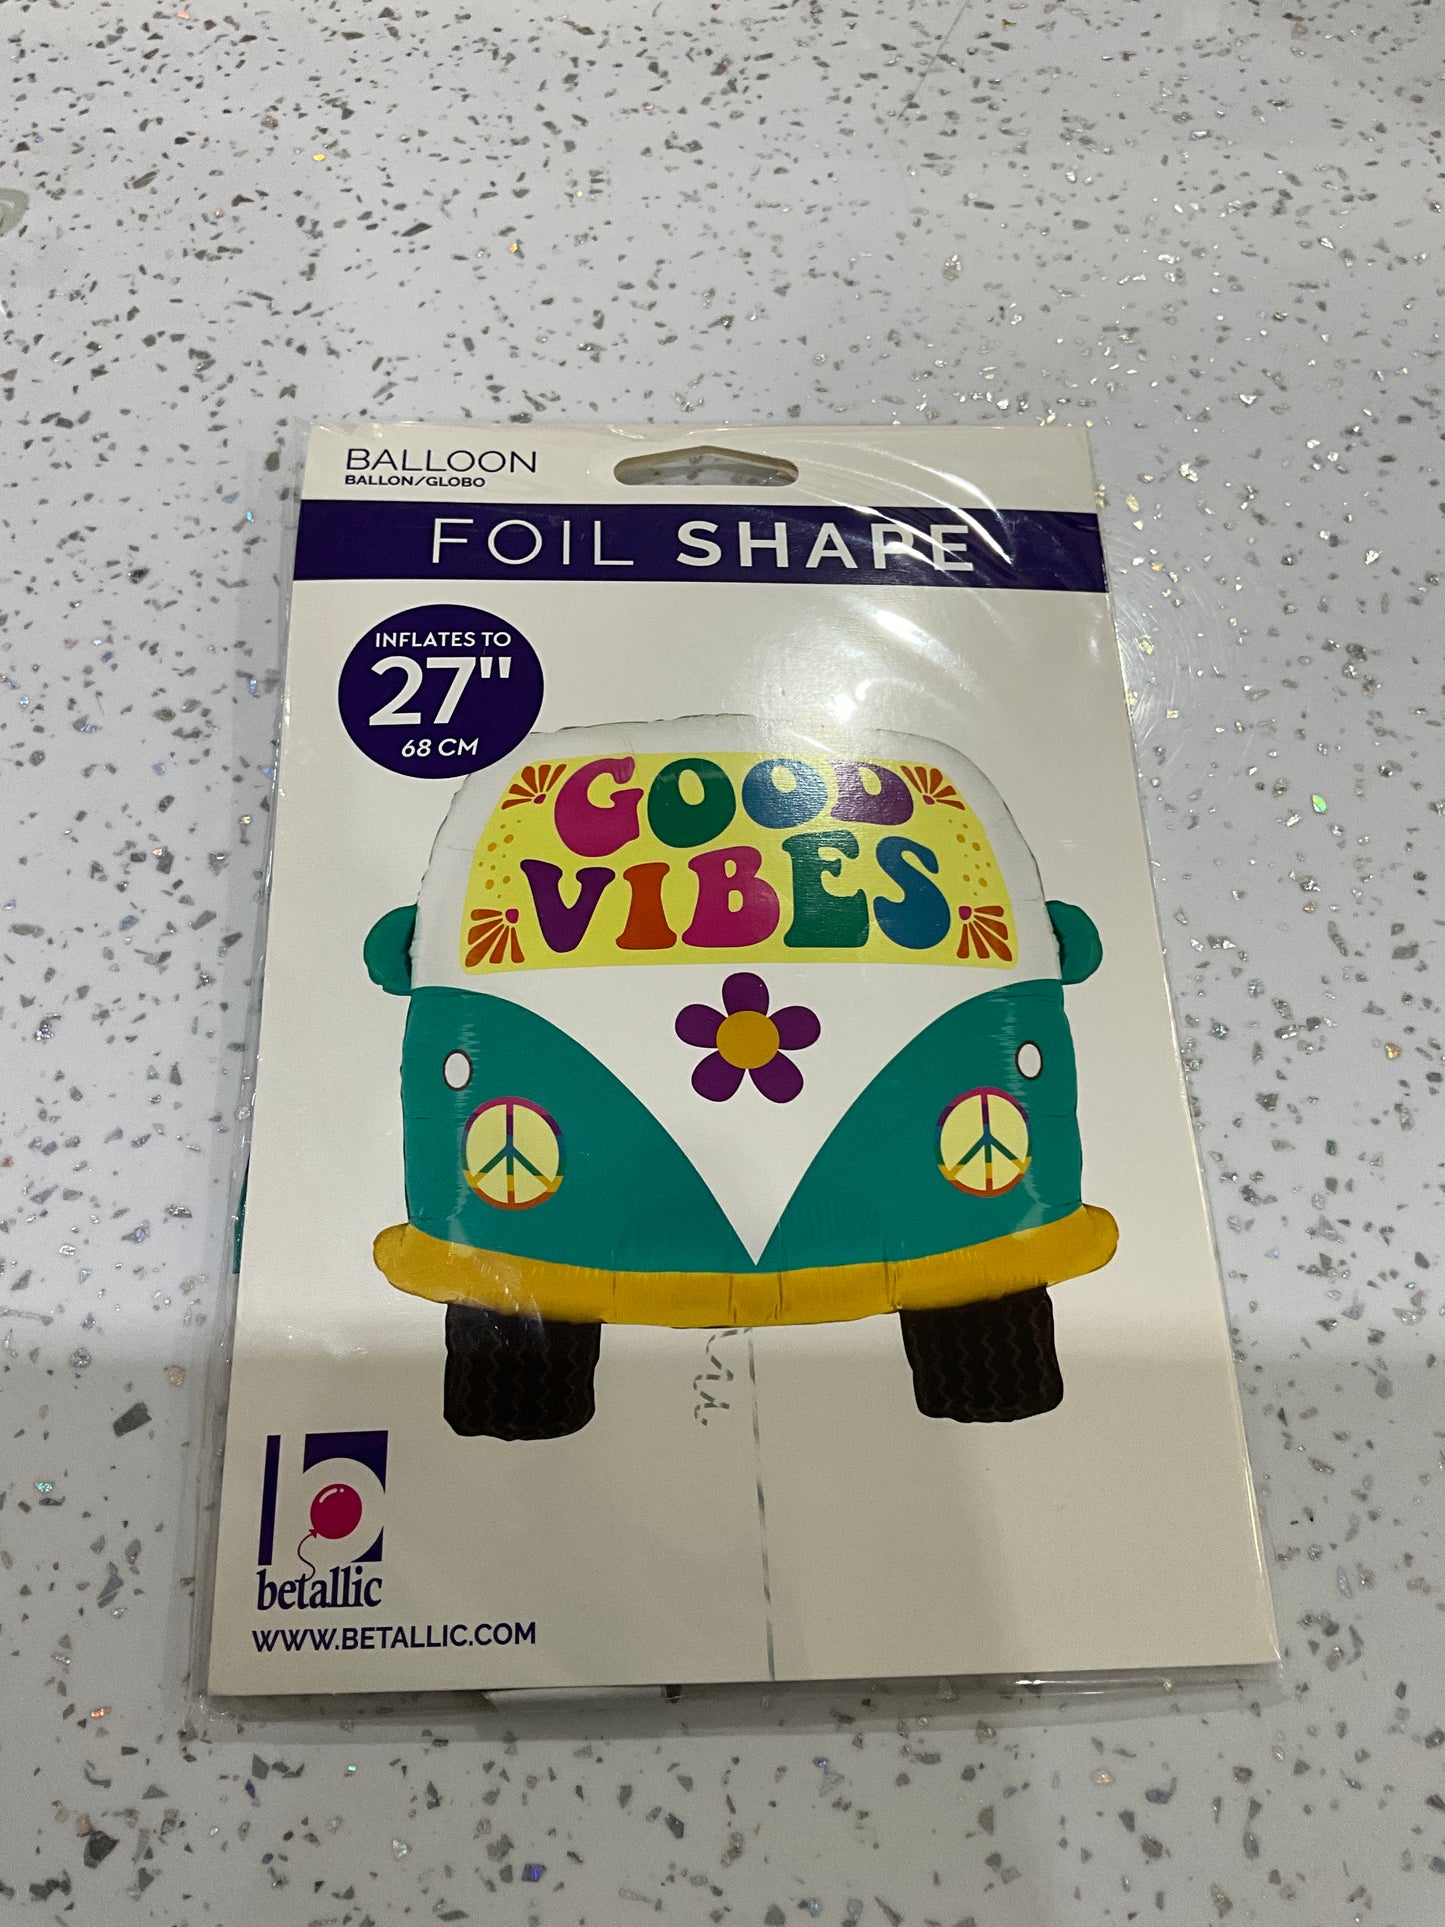 BALLOON
BALLON/GLOBO
FOIL SHAPE
INFLATES TO
27"
68 CM
GOOD
VIBES
betallic
WWW.BETALLIC.COM